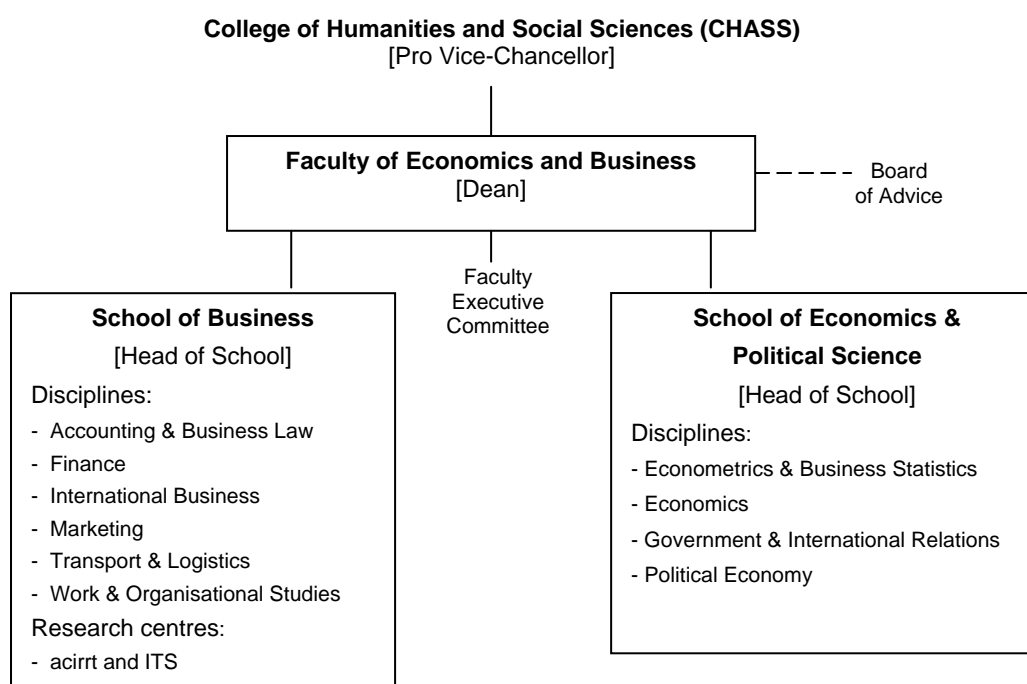 College of Humanities and Social Sciences (CHASS)
[Pro Vice-Chancellor]
Faculty of Economics and Business
[Dean]
Board
of Advice
Faculty
Executive
Committee
School of Business
[Head of School]
Disciplines:
- Accounting & Business Law
- Finance
- International Business
- Marketing
- Transport & Logistics
- Work & Organisational Studies
Research centres:
- acirrt and ITS
School of Economics &
Political Science
[Head of School]
Disciplines:
- Econometrics & Business Statistics
- Economics
- Government & International Relations
- Political Economy